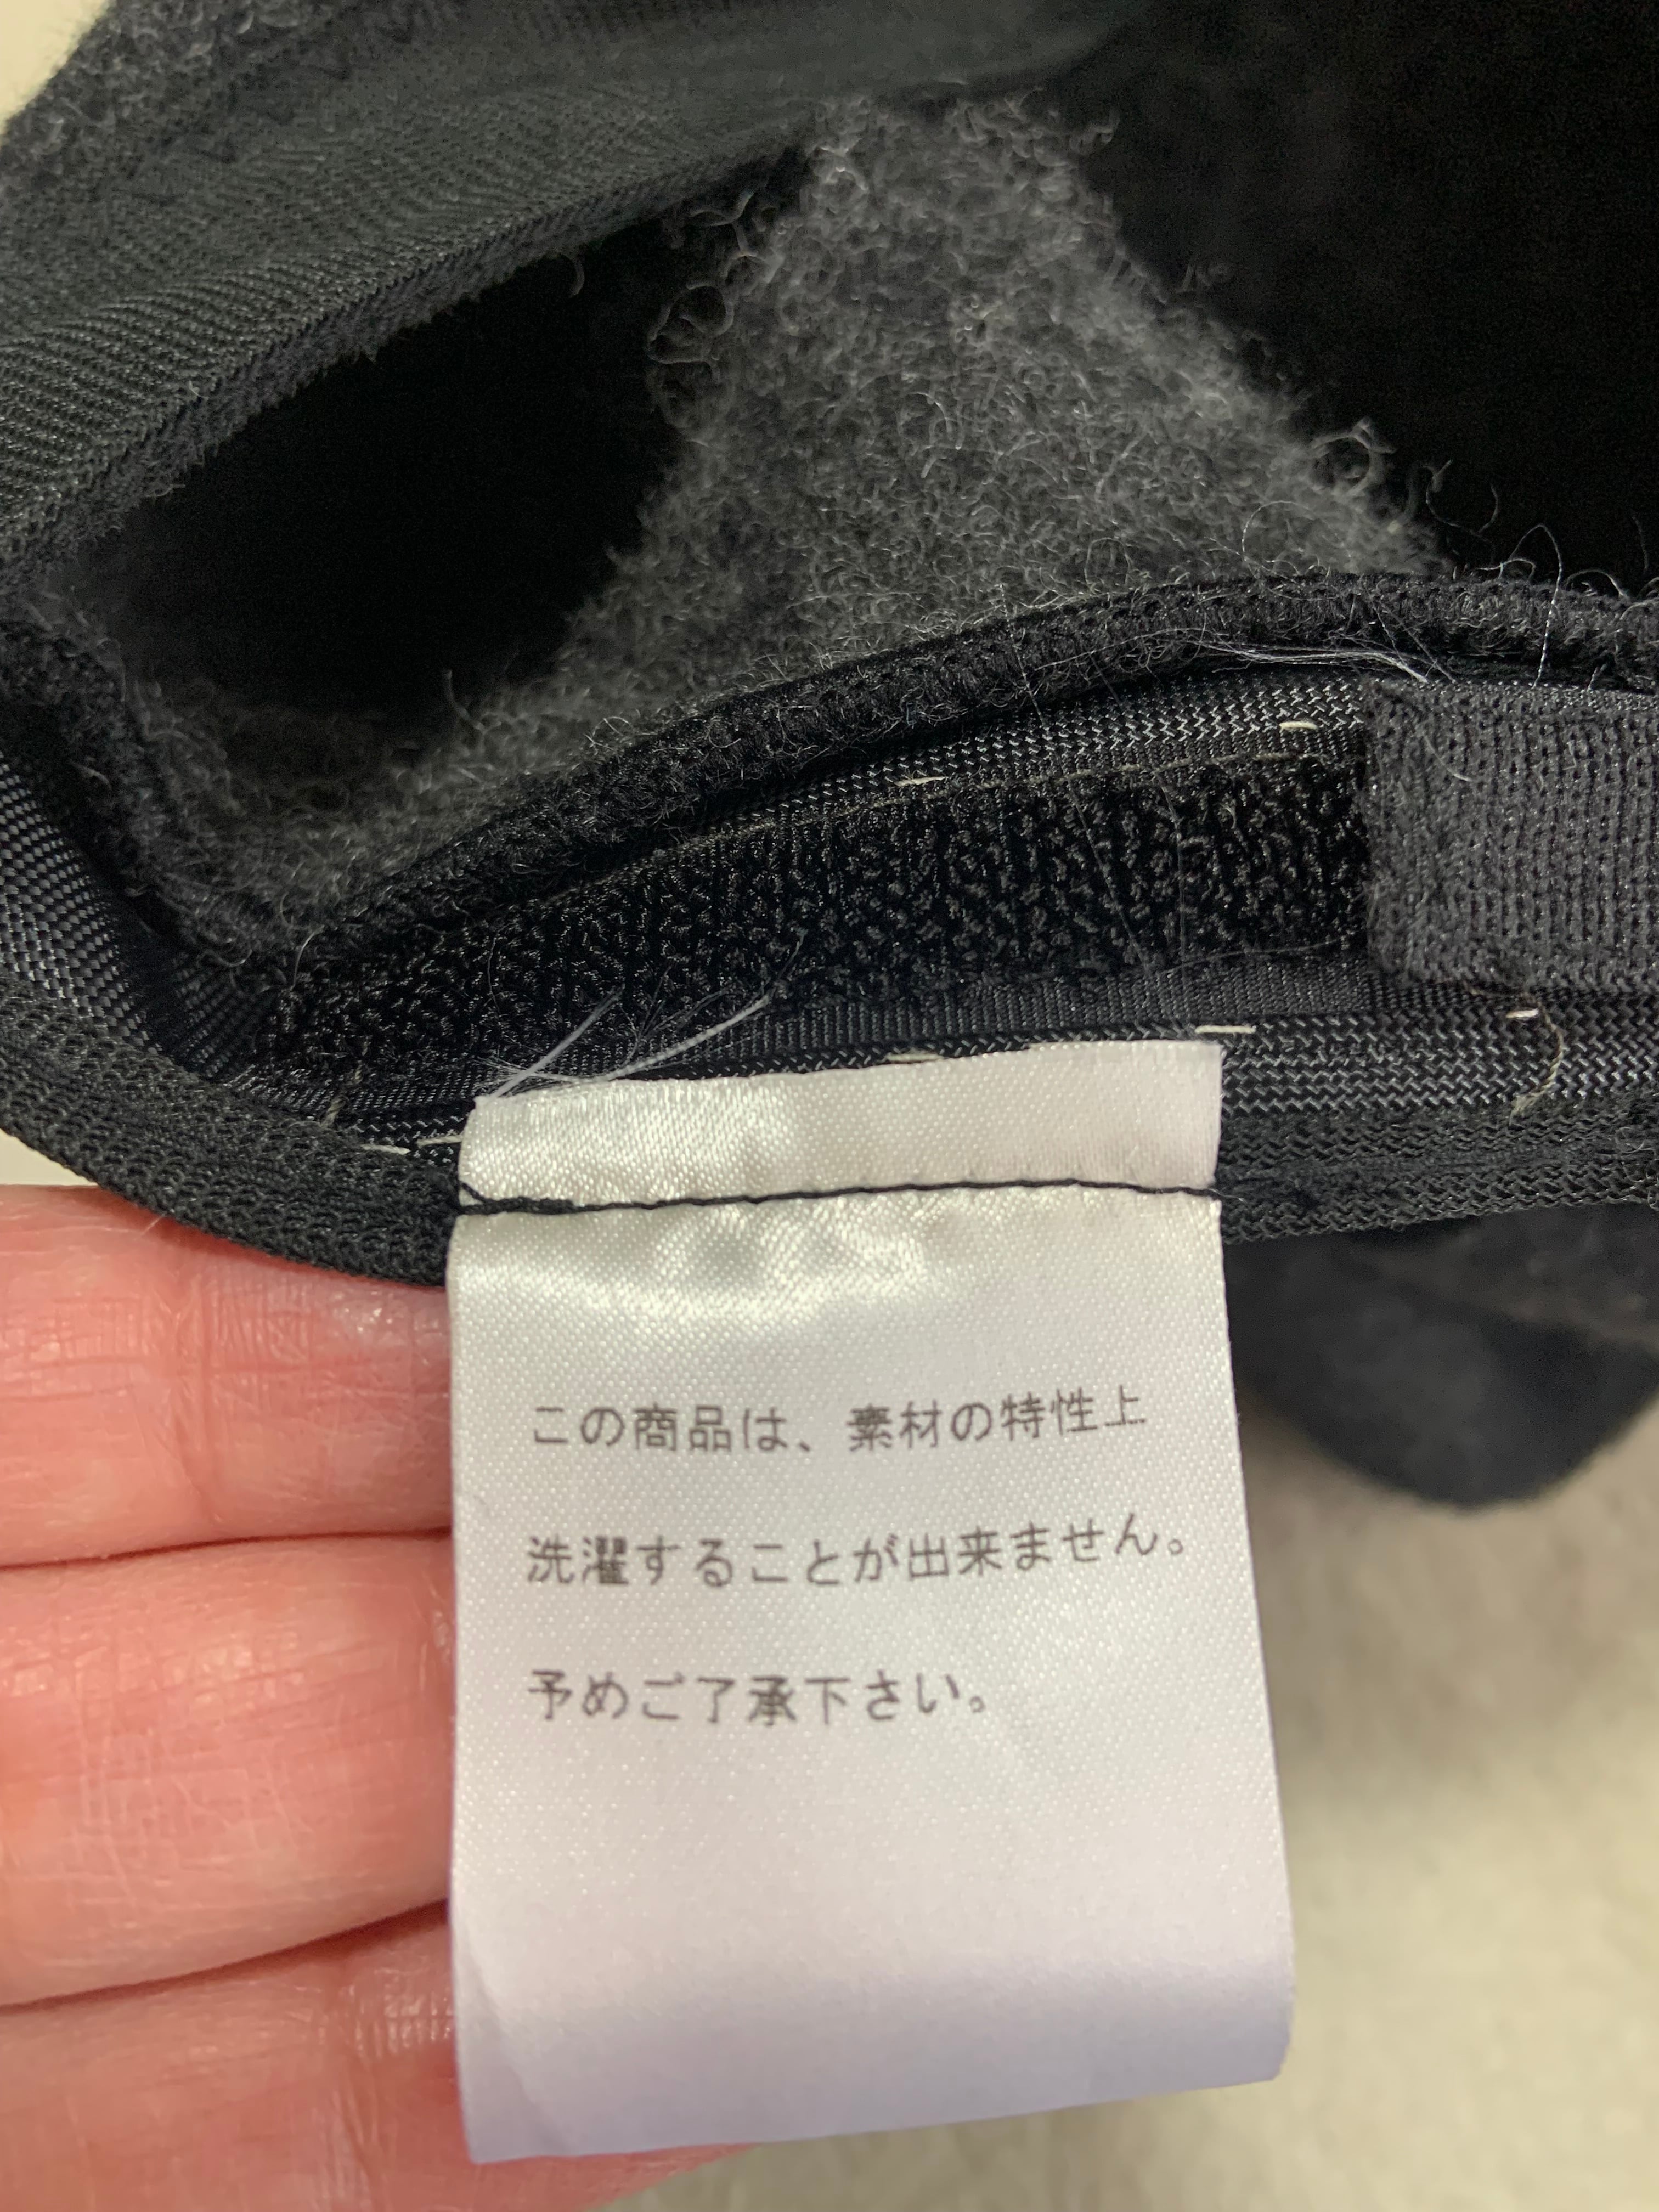 この商品は、素材の特性上
洗濯することが出来ません。
予めご了承下さい。